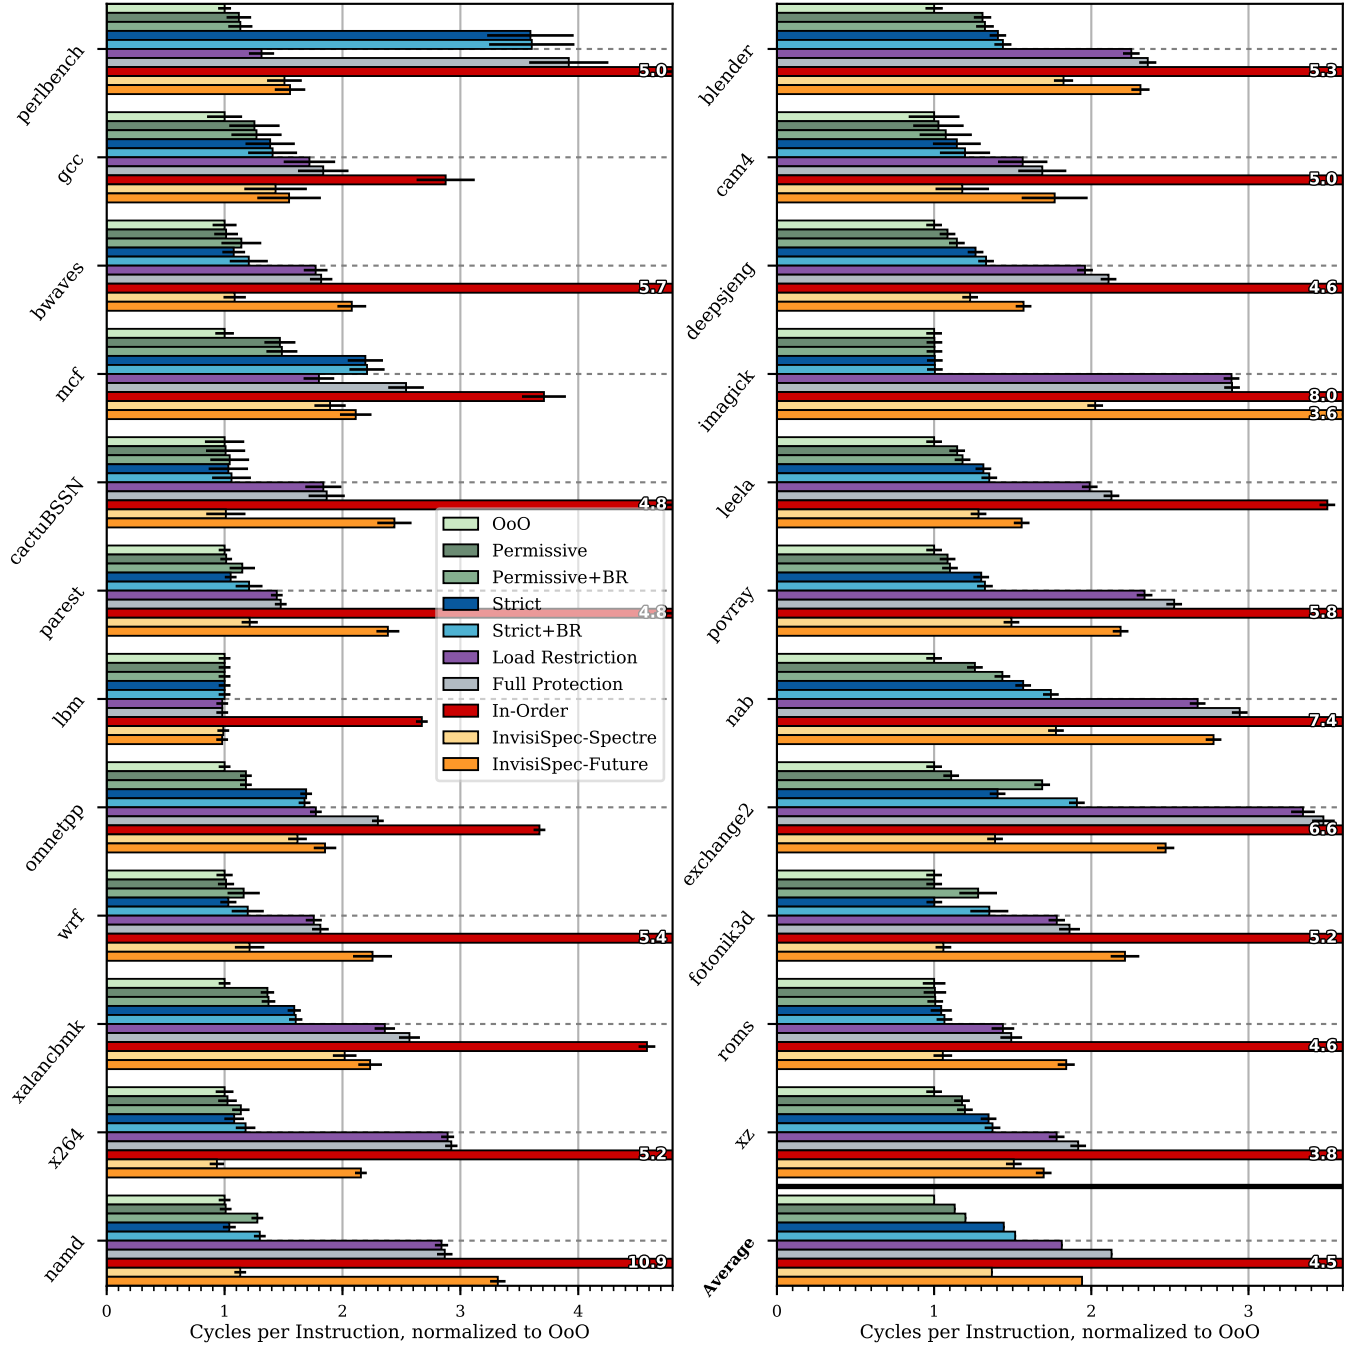 perlbench
5.0
gcc
bwaves
5.7
mcf
cactuBSSN
4.8
parest
4.8
lbm
omnetpp
wrf
5.4
xalancbmk
x264
5.2
namd
10.9
OoO
Permissive
Permissive+BR
Strict
Strict+BR
Load Restriction
Full Protection
In-Order
InvisiSpec-Spectre
InvisiSpec-Future
0 1 2 3 4
Cycles per Instruction, normalized to OoO
blender
5.3
cam4
5.0
deepsjeng
4.6
imagick
8.0
3.6
leela
povray
5.8
nab
7.4
exchange2
6.6
fotonik3d
5.2
roms
4.6
xz
3.8
Average
4.5
0 1 2 3
Cycles per Instruction, normalized to OoO